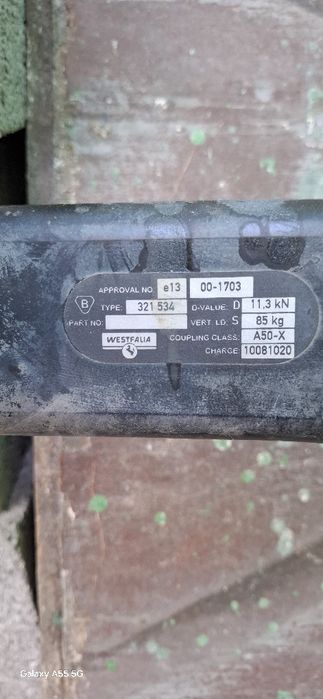 APPROVAL NO. e13 00-1703
B TYPE: 321 534 D-VALUE: D 11,3 kN
PART NO: VERT. LD. S 85 kg
WESTFALIA COUPLING CLASS: A50-X
CHARGE: 10081020
Galaxy A55 5G